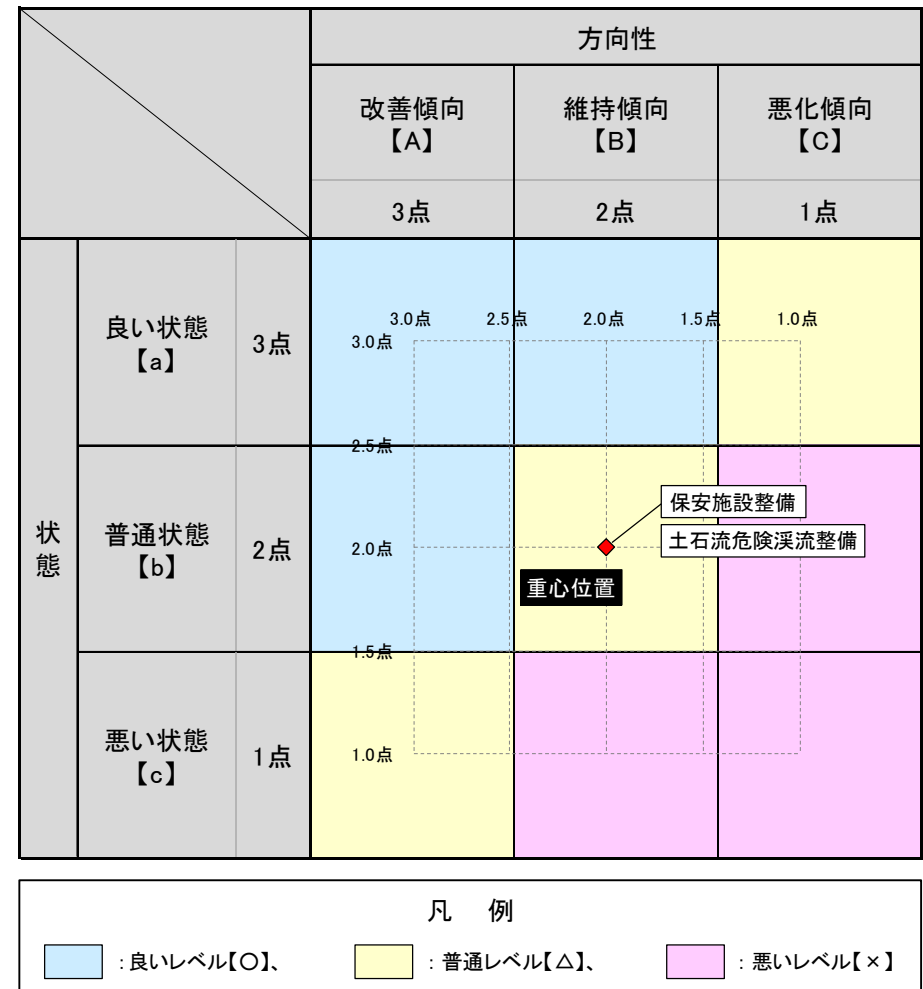 方向性
改善傾向
【A】
維持傾向
【B】
悪化傾向
【C】
3点
2点
1点
状態
良い状態
【a】
3点
普通状態
【b】
2点
悪い状態
【c】
1点
3.0点
2.5点
2.0点
1.5点
1.0点
3.0点
2.5点
2.0点
1.5点
1.0点
保安施設整備
土石流危険渓流整備
重心位置
凡 例
:良いレベル【○】、
:普通レベル【△】、
:悪いレベル【×】